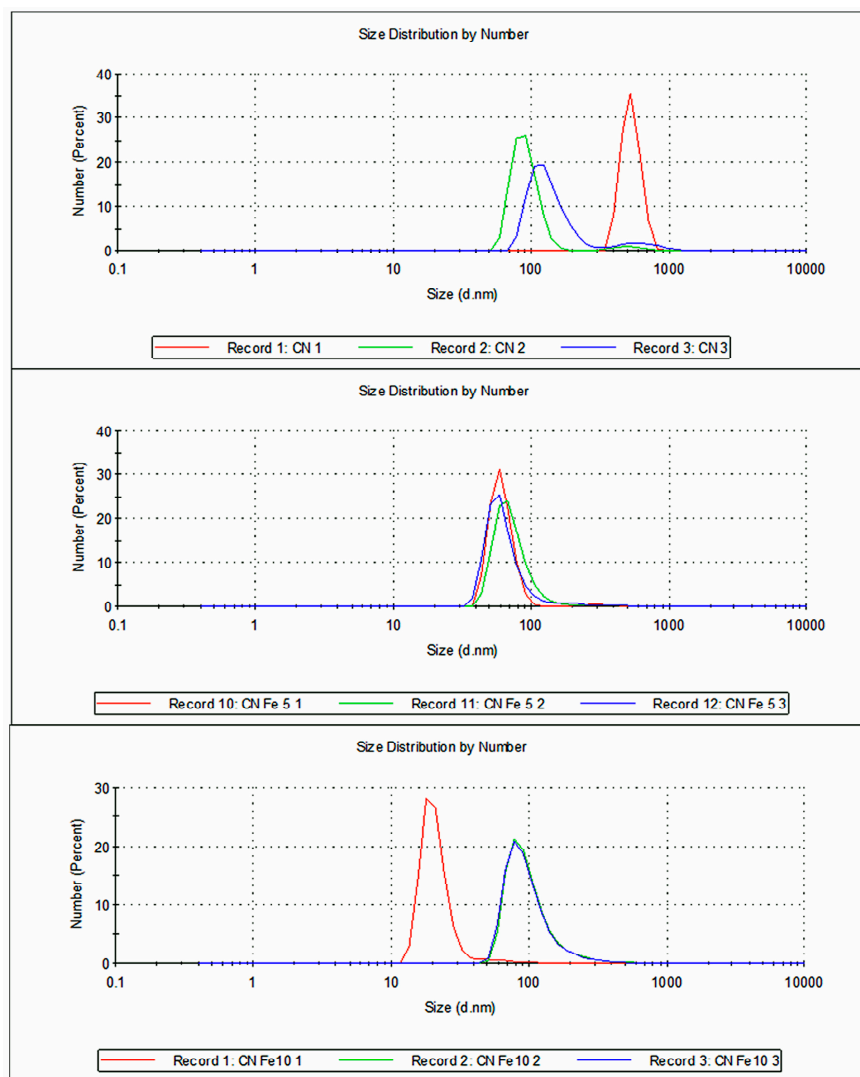 Size Distribution by Number
40
30
20
10
0
Number (Percent)
0.1 1 10 100 1000 10000
Size (d.nm)
Record 1: CN 1 Record 2: CN 2 Record 3: CN 3
Size Distribution by Number
40
30
20
10
0
Number (Percent)
0.1 1 10 100 1000 10000
Size (d.nm)
Record 10: CN Fe 5 1 Record 11: CN Fe 5 2 Record 12: CN Fe 5 3
Size Distribution by Number
30
20
10
0
Number (Percent)
0.1 1 10 100 1000 10000
Size (d.nm)
Record 1: CN Fe10 1 Record 2: CN Fe10 2 Record 3: CN Fe10 3